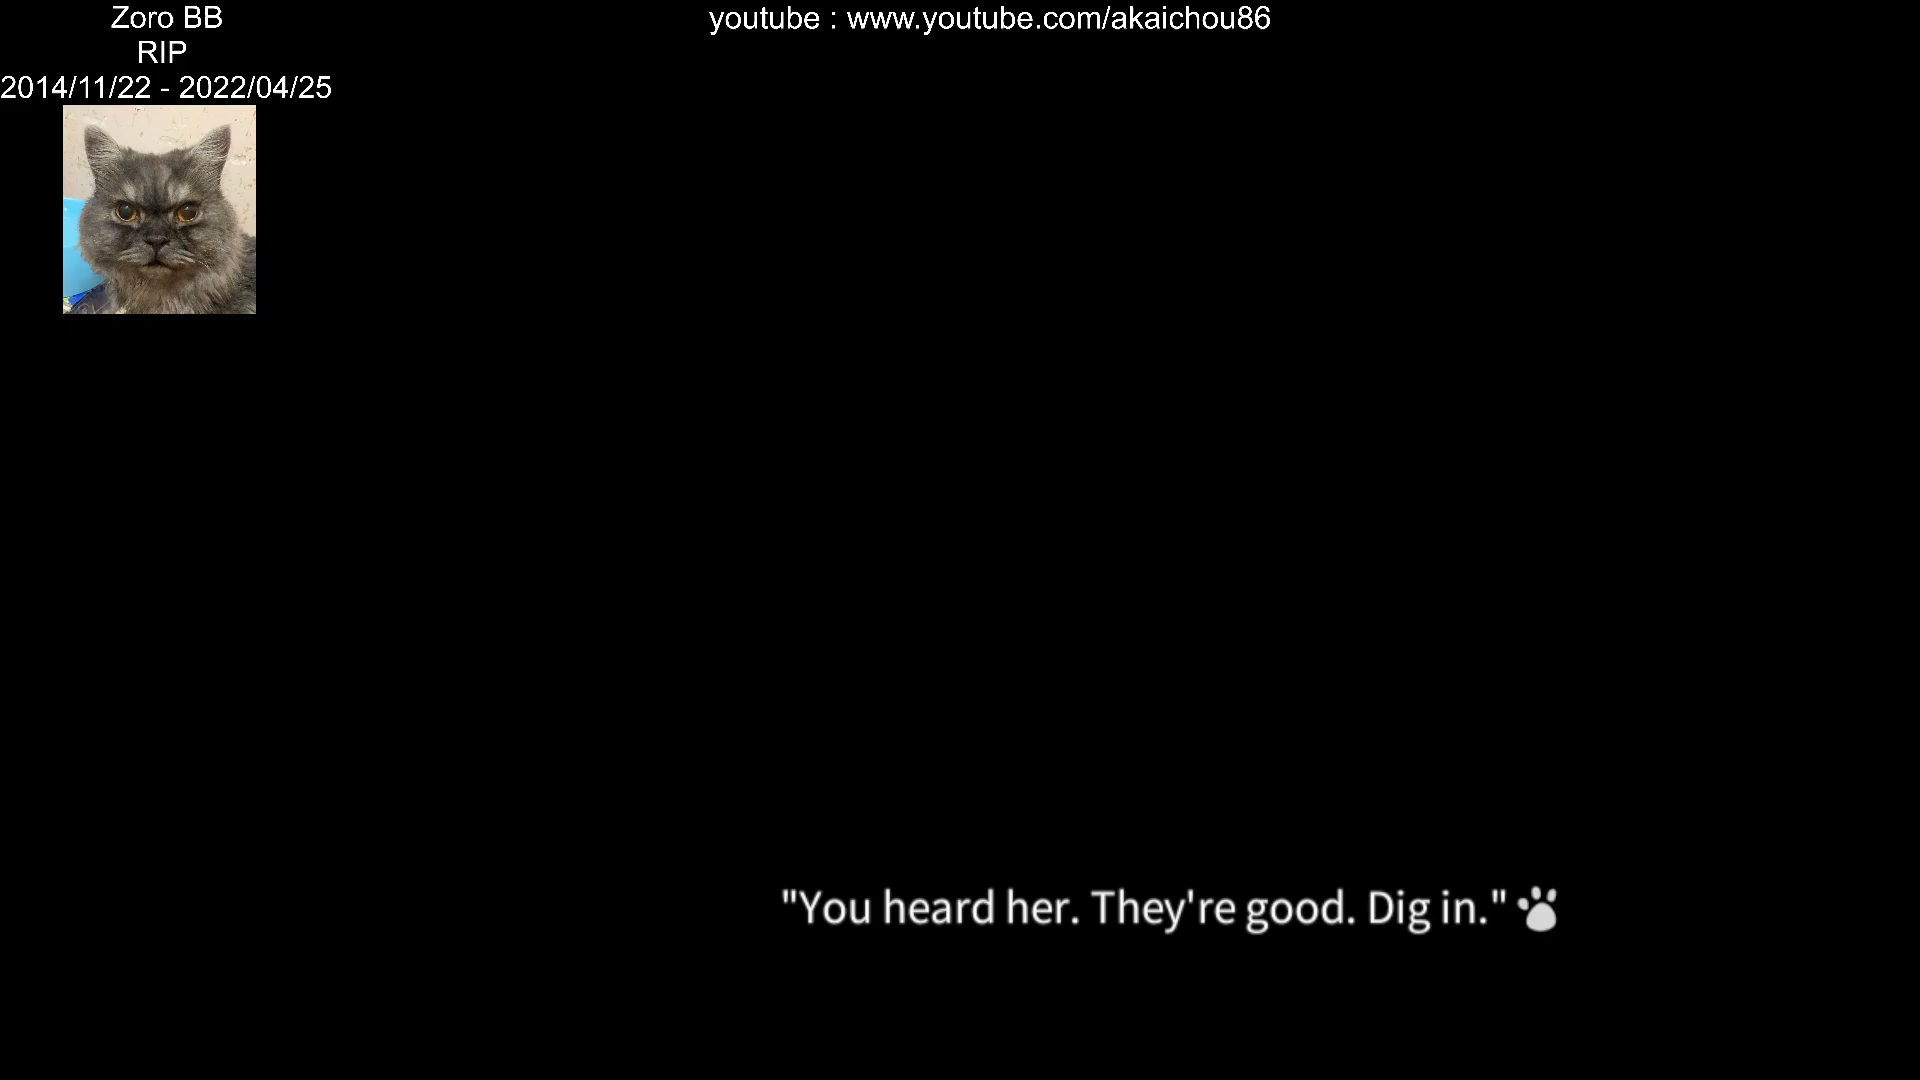 Zoro BB
RIP
2014/11/22 - 2022/04/25
youtube : www.youtube.com/akaichou86
"You heard her. They're good. Dig in."